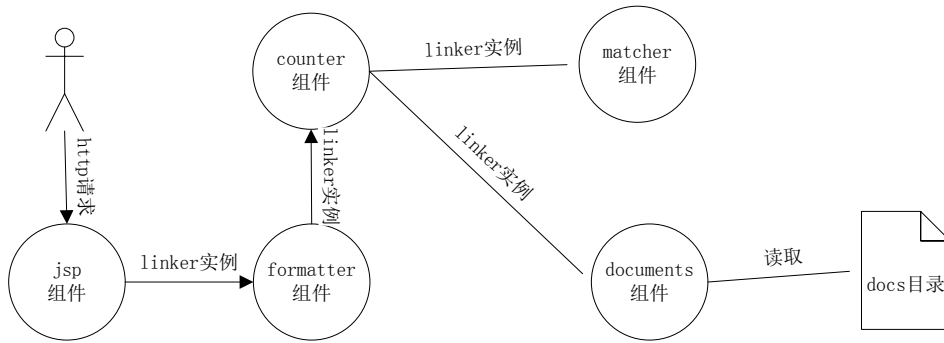 counter
组件
linker实例
matcher
组件
http请求
linker实例
linker实例
jsp
组件
linker实例
formatter
组件
documents
组件
读取
docs目录